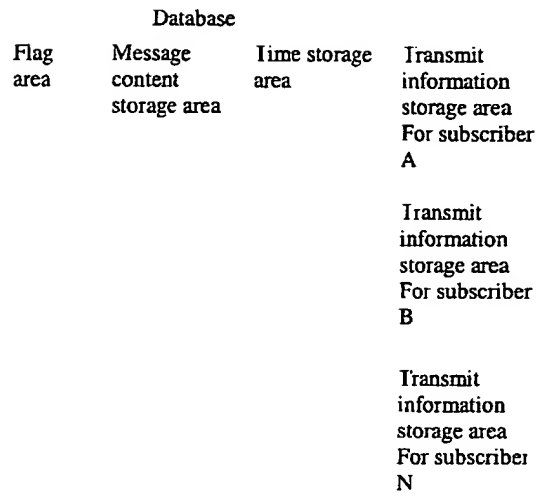 Database
Flag
area
Message
content
storage area
Time storage
area
Transmit
information
storage area
For subscriber
A
Transmit
information
storage area
For subscriber
B
Transmit
information
storage area
For subscriber
N